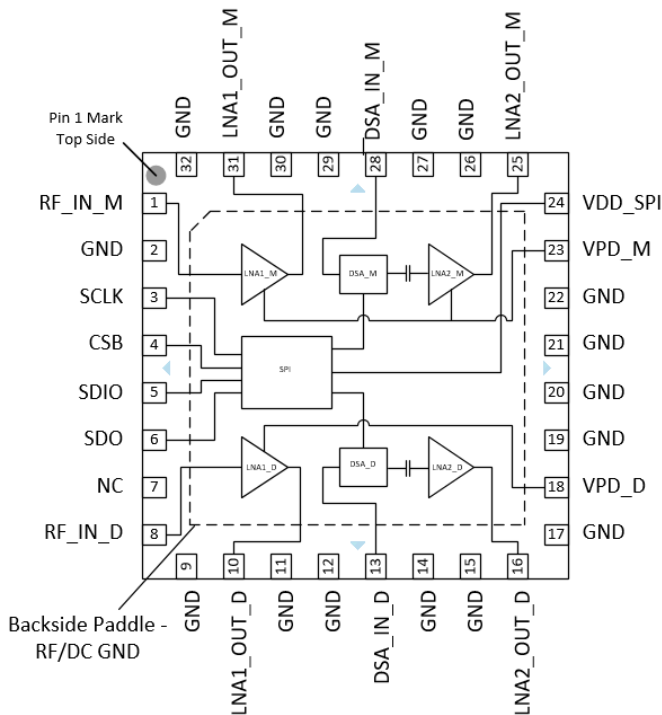 Pin 1 Mark
Top Side
GND
LNA1_OUT_M
GND
GND
DSA_IN_M
GND
GND
LNA2_OUT_M
32
31
30
29
28
27
26
25
RF_IN_M
1
24
VDD_SPI
GND
2
23
VPD_M
SCLK
3
22
GND
CSB
4
21
GND
SDIO
5
20
GND
SDO
6
19
GND
NC
7
18
VPD_D
RF_IN_D
8
17
GND
LNA1_M
DSA_M
LNA2_M
SPI
LNA1_D
DSA_D
LNA2_D
9
10
11
12
13
14
15
16
GND
LNA1_OUT_D
GND
GND
DSA_IN_D
GND
GND
LNA2_OUT_D
Backside Paddle -
RF/DC GND